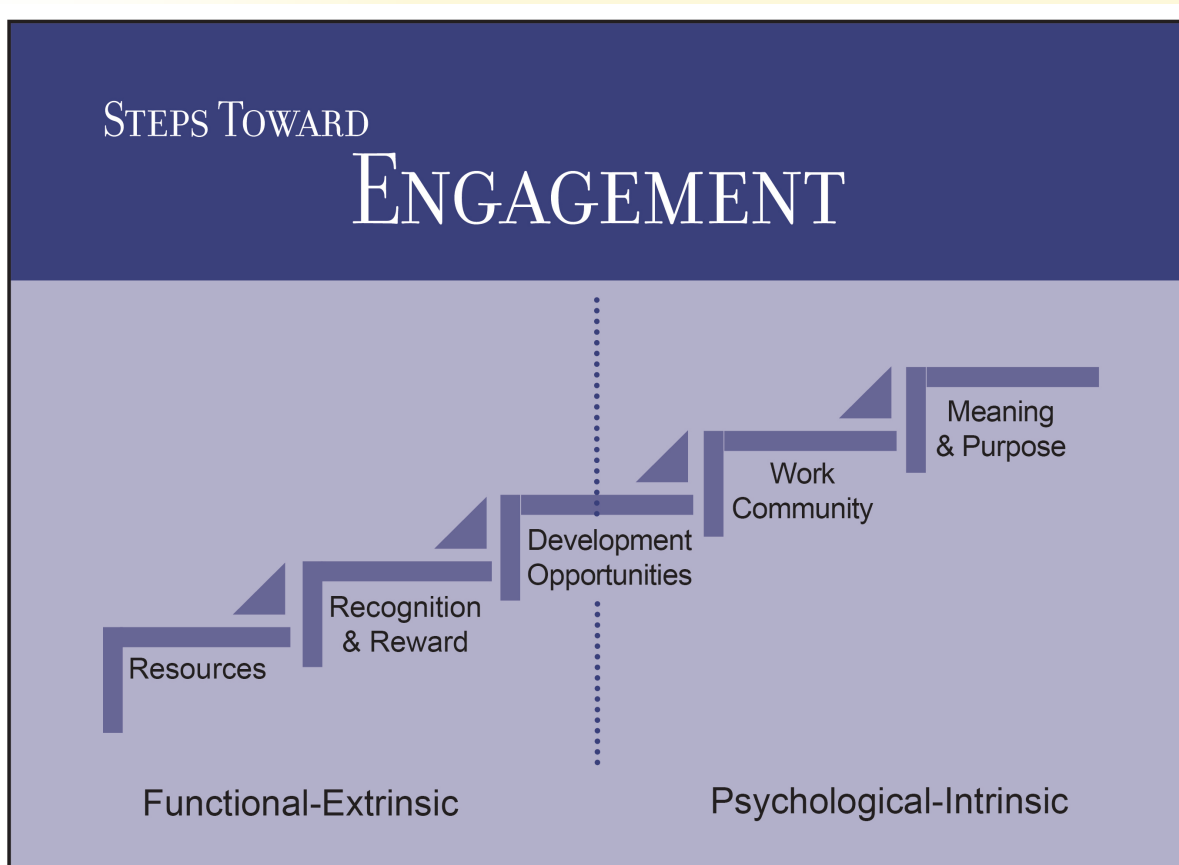 STEPS TOWARD
ENGAGEMENT
Meaning
& Purpose
Work
Community
Development
Opportunities
Recognition
& Reward
Resources
Functional-Extrinsic
Psychological-Intrinsic